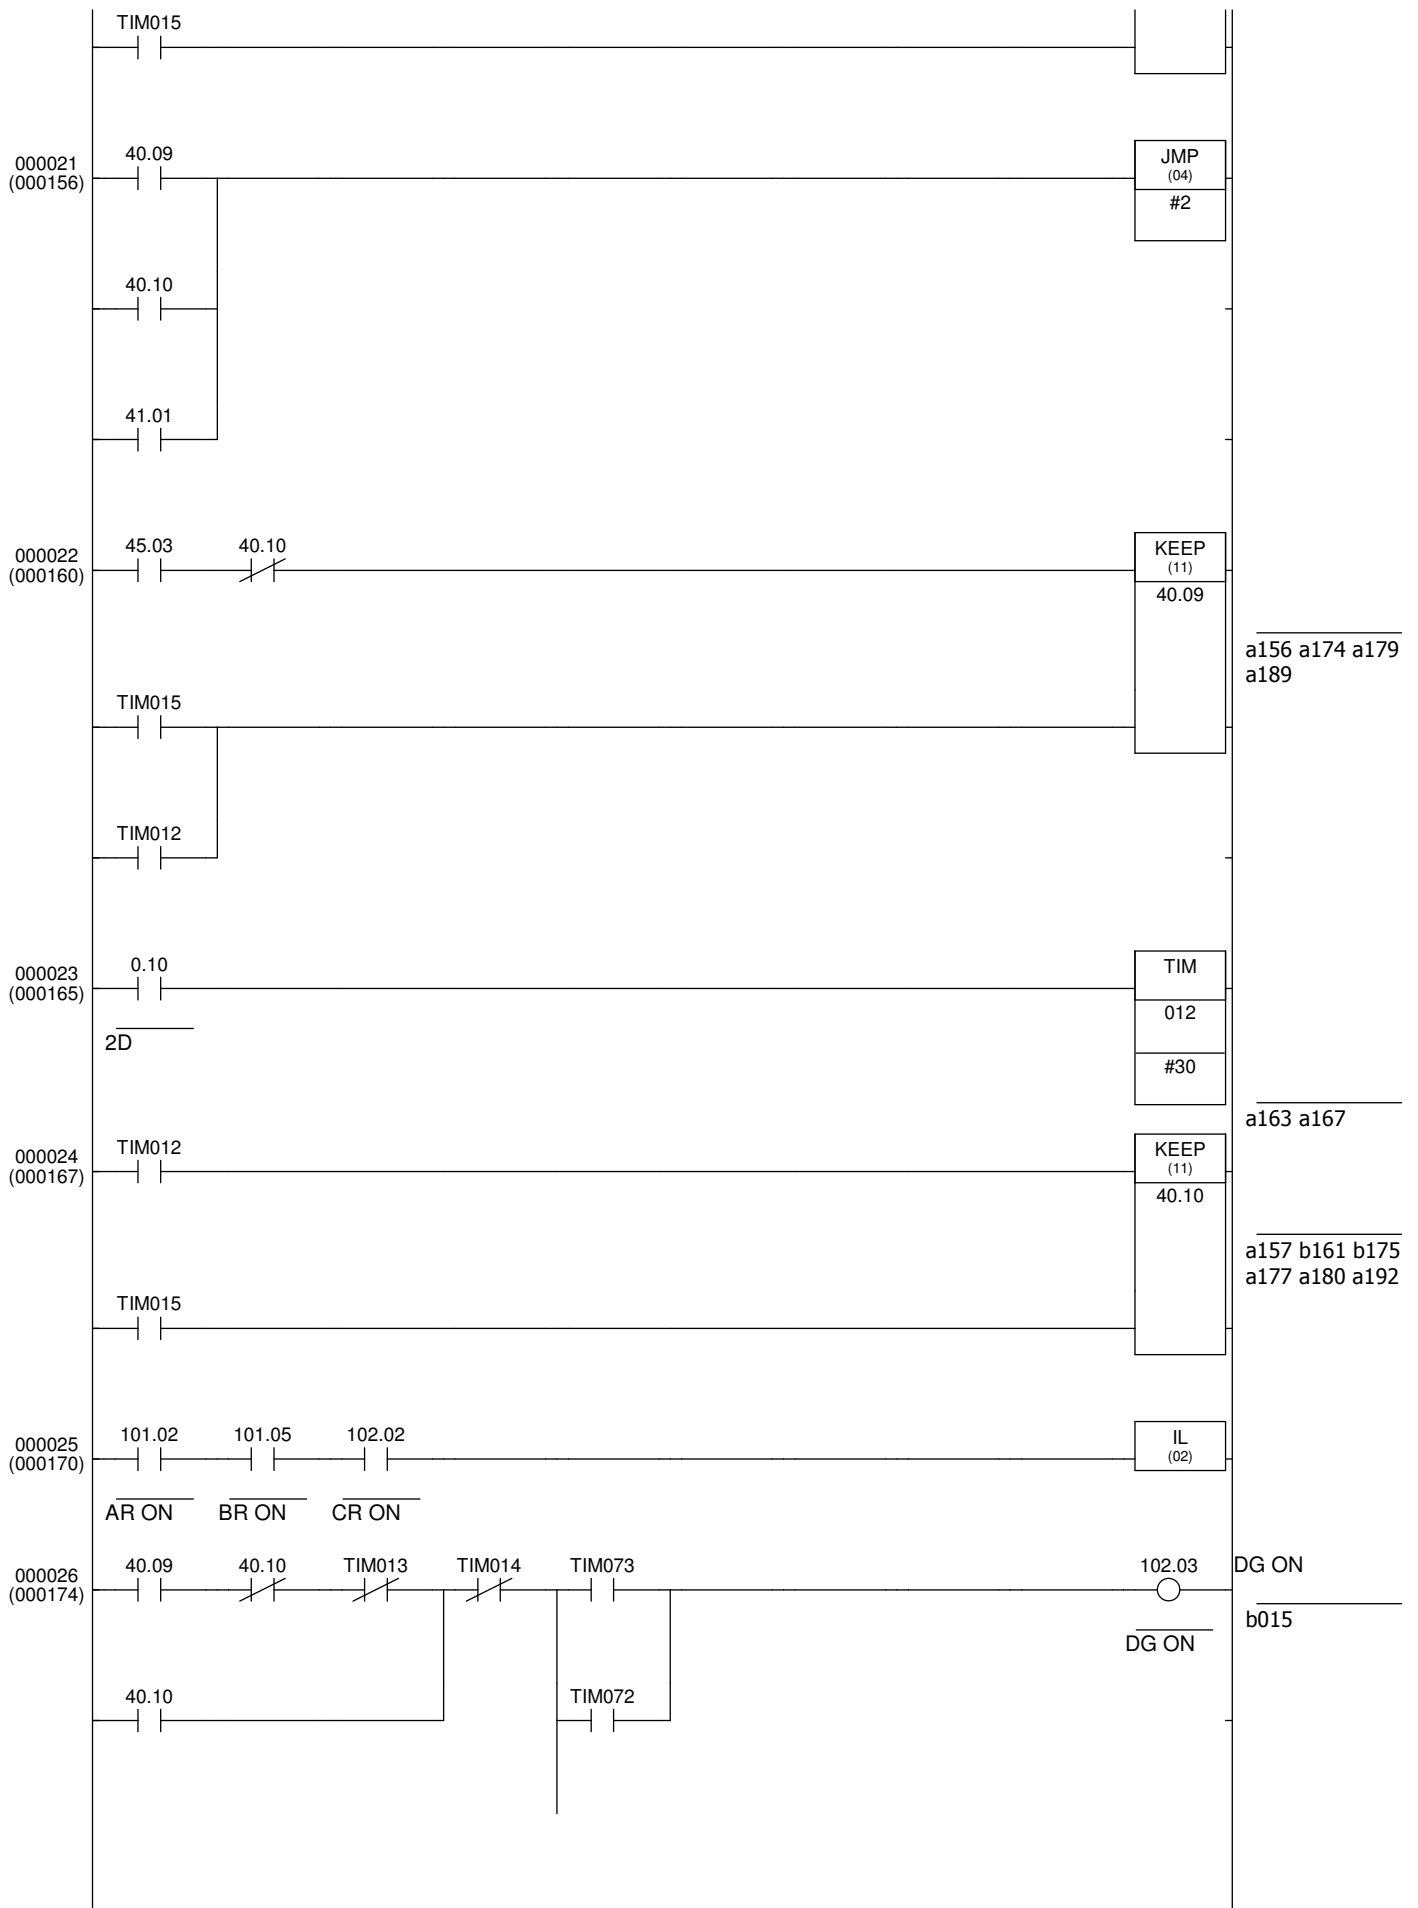 TIM015
000021
(000156)
40.09
JMP
(04)
#2
40.10
41.01
000022
(000160)
45.03 40.10
KEEP
(11)
40.09
a156 a174 a179
a189
TIM015
TIM012
000023
(000165)
0.10
TIM
012
#30
2D
a163 a167
000024
(000167)
TIM012
KEEP
(11)
40.10
a157 b161 b175
a177 a180 a192
TIM015
000025
(000170)
101.02 101.05 102.02
IL
(02)
AR ON BR ON CR ON
000026
(000174)
40.09 40.10 TIM013 TIM014 TIM073 102.03 DG ON
b015
DG ON
40.10 TIM072